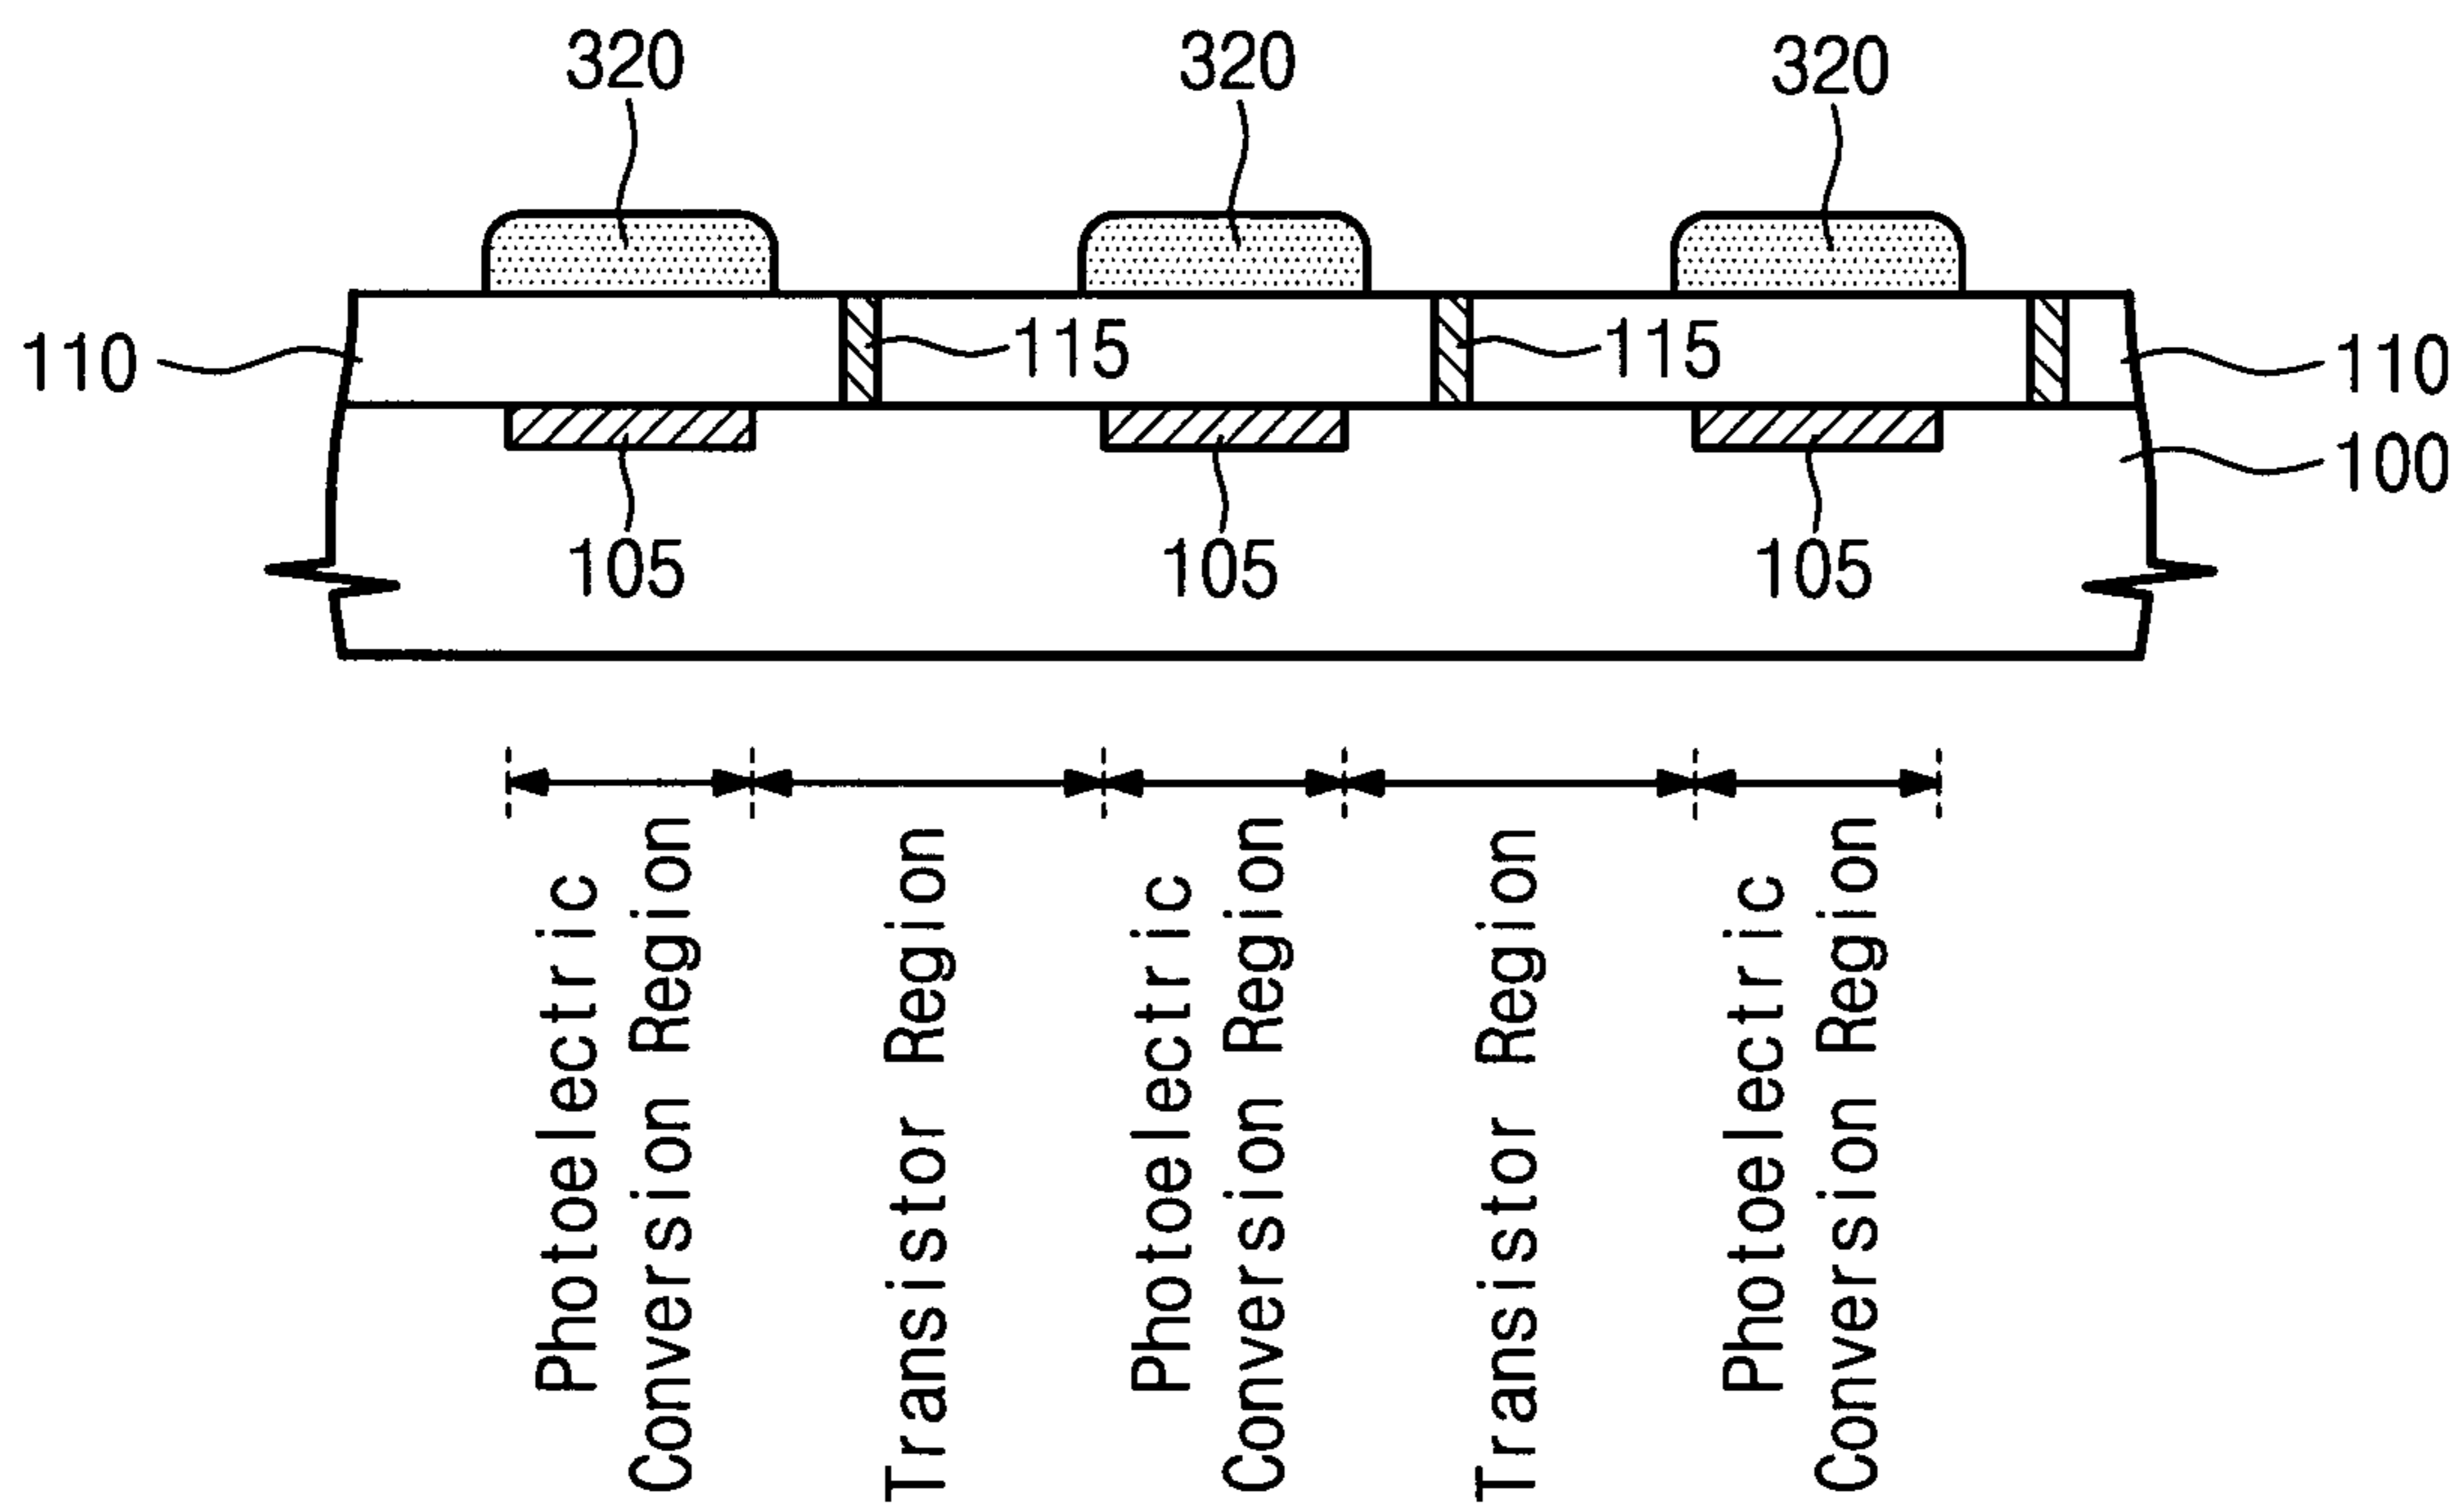 320 320 320
110 115 115 110
100
105 105 105
Photoelectric
Conversion Region
Transistor Region
Photoelectric
Conversion Region
Transistor Region
Photoelectric
Conversion Region